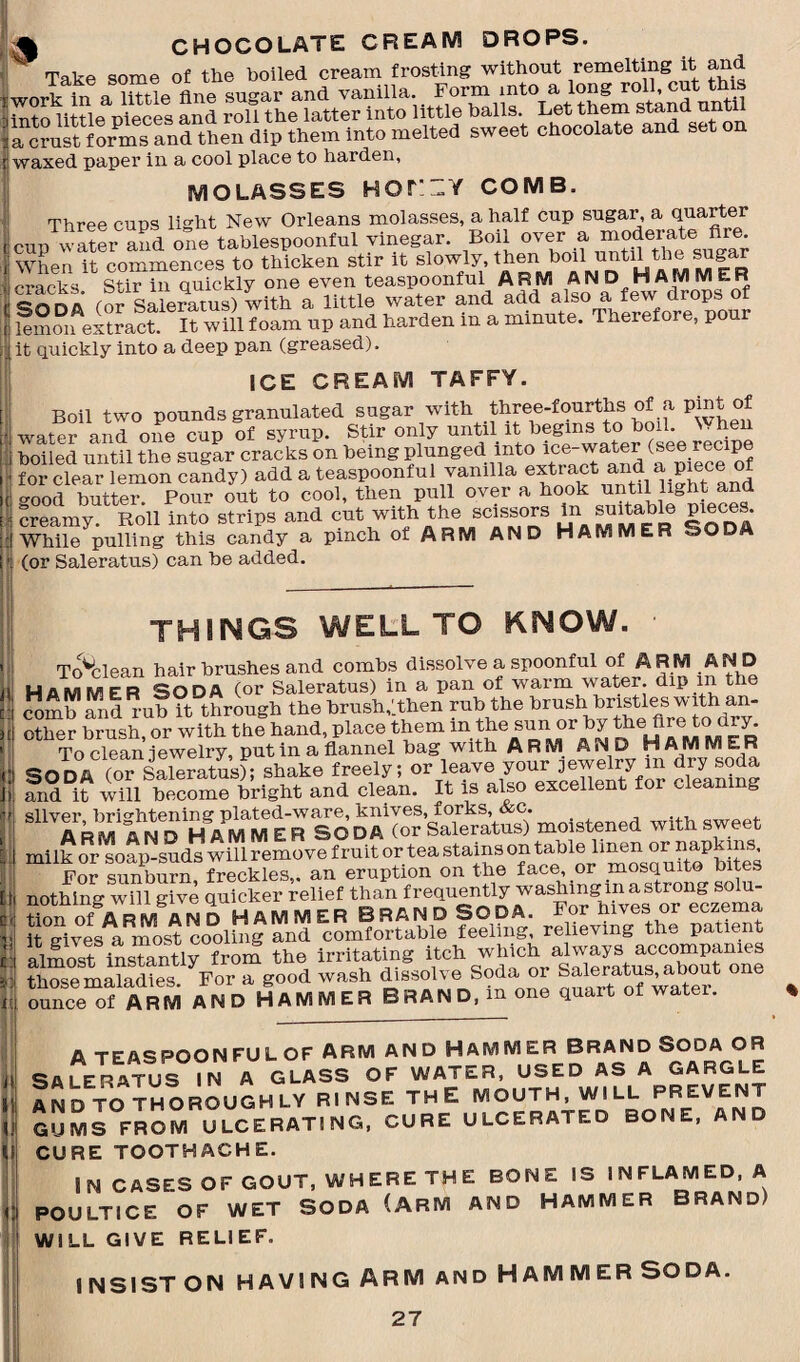 CHOCOLATE CREAM DROPS.
Take some of the boiled cream frosting without remelting it and
work in a little fine sugar and vanilla. Form into a long roll, cut this
into little pieces and roll the latter into little balls. Let them stand until
a crust forms and then dip them into melted sweet chocolate and set on
waxed paper in a cool place to harden,
MOLASSES HONEY COMB.
Three cups light New Orleans molasses, a half cup sugar, a quarter
cup water and one tablespoonful vinegar. Boil over a moderate fire.
When it commences to thicken stir it slowly, then boil until the sugar
cracks. Stir in quickly one even teaspoonful ARM AND HAMMER
SODA (or Saleratus) with a little water and add also a few drops of
lemon extract. It will foam up and harden in a minute. Therefore, pour
it quickly into a deep pan (greased).
ICE CREAM TAFFY.
Boil two pounds granulated sugar with three-fourths of a pint of
water and one cup of syrup. Stir only until it begins to boil. When
boiled until the sugar cracks on being plunged into ice-water (see recipe
for clear lemon candy) add a teaspoonful vanilla extract and a piece of
good butter. Pour out to cool, then pull over a hook until light and
creamy. Roll into strips and cut with the scissors in suitable pieces.
While pulling this candy a pinch of ARM AND HAMMER SODA
(or Saleratus) can be added.
THINGS WELL TO KNOW.
To clean hair brushes and combs dissolve a spoonful of ARM AND
HAMMER SODA (or Saleratus) in a pan of warm water. dip in the
comb and rub it through the brush, then rub the brush bristles with an-
other brush, or with the hand, place them in the sun or by the fire to dry.
To clean jewelry, put in a flannel bag with ARM AND HAMMER
SODA (or Saleratus); shake freely; or leave your jewelry in dry soda
and it will become bright and clean. It is also excellent for cleaning
silver, brightening plated-ware, knives, forks, &c.
ARM AND HAMMER SODA (or Saleratus) moistened with sweet
milk or soap-suds will remove fruit or tea stains on table linen or napkins,
For sunburn, freckles,. an eruption on the face, or mosquito bites
nothing will give quicker relief than frequently washing in a strong solu-
tion of ARM AND HAMMER BRAND SODA. For hives or eczema
it gives a most cooling and comfortable feeling, relieving the patient
almost instantly from the irritating itch which always accompanies
those maladies. For a good wash dissolve Soda or Saleratus, about one
ounce of ARM AND HAMMER BRAND, in one quart of water.
A TEASPOONFUL OF ARM AND HAMMER BRAND SODA OR
SALERATUS IN A GLASS OF WATER, USED AS A GARGLE
AND TO THOROUGHLY RINSE THE MOUTH, WILL PREVENT
GUMS FROM ULCERATING, CURE ULCERATED BONE, AND
CURE TOOTHACHE.
IN CASES OF GOUT, WHERE THE BONE IS INFLAMED, A
POULTICE OF WET SODA (ARM AND HAMMER BRAND)
WILL GIVE RELIEF.
INSIST ON HAVING ARM AND HAMMER SODA.
27